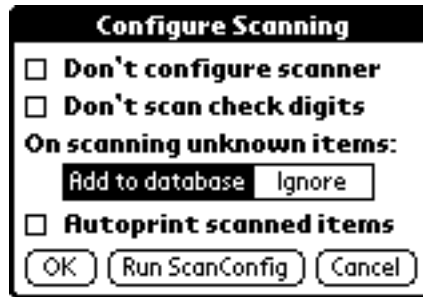 Configure Scanning
Don't configure scanner
Don't scan check digits
On scanning unknown items:
Add to database Ignore
Autoprint scanned items
OK Run ScanConfig Cancel